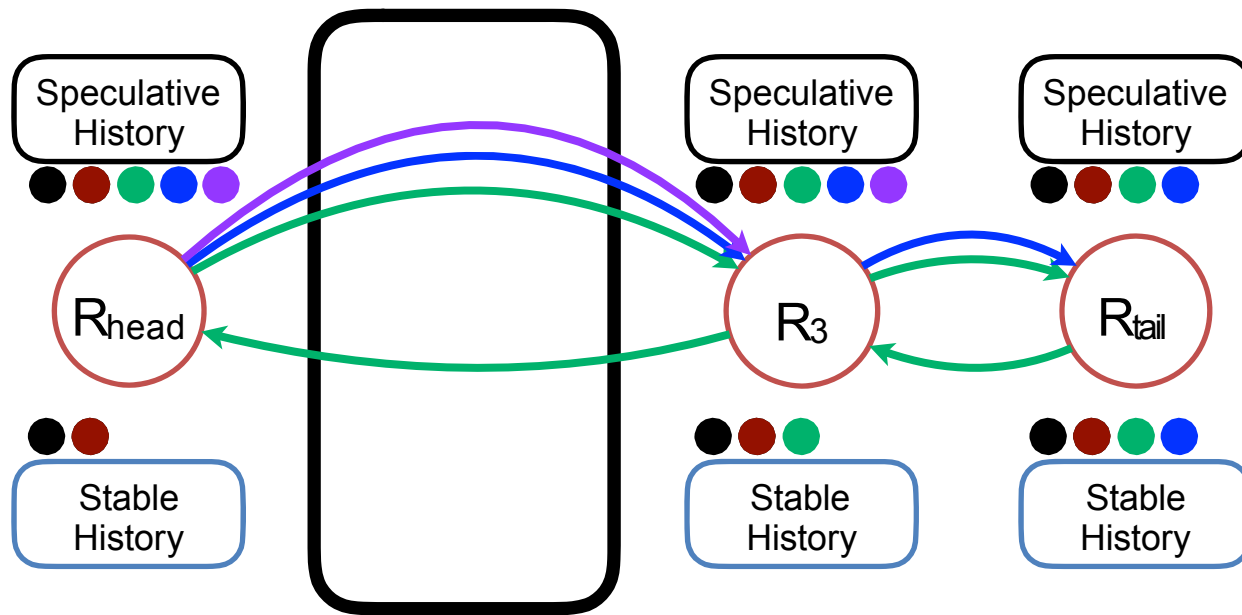 Speculative
History
Speculative
History
Speculative
History
Rhead
R3
Rtail
Stable
History
Stable
History
Stable
History